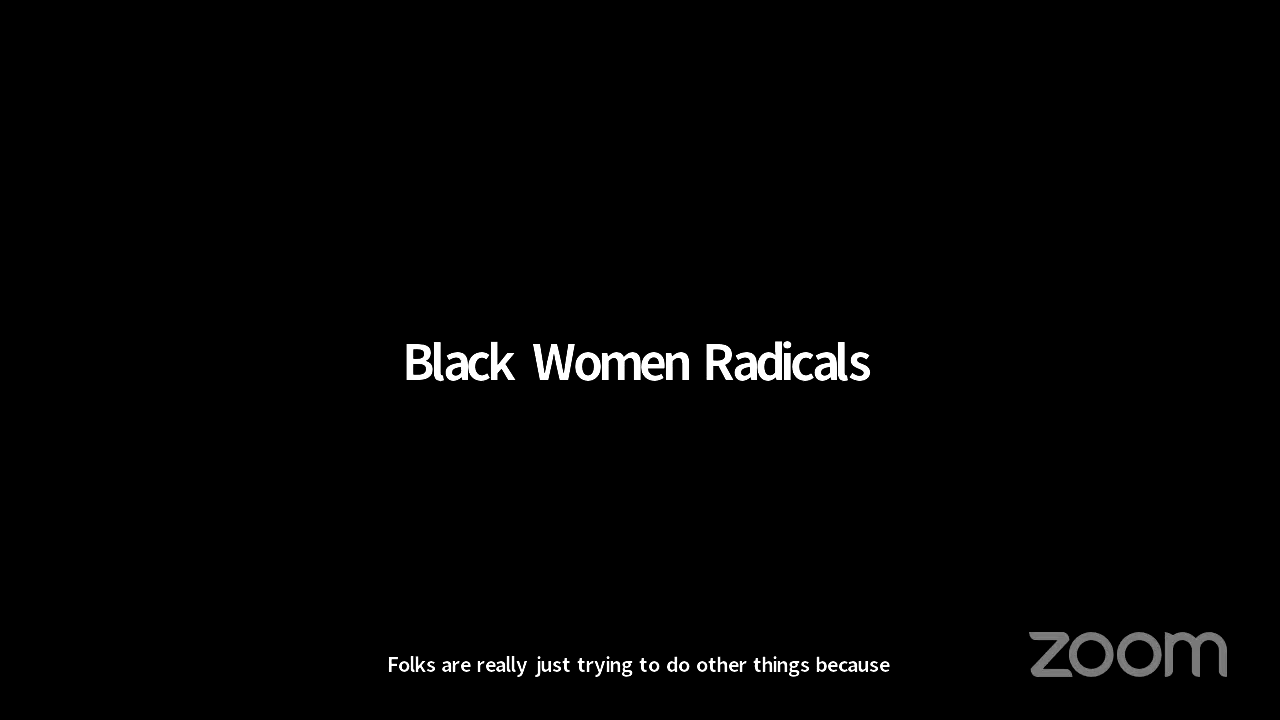 Black Women Radicals
Folks are really just trying to do other things because
zoom